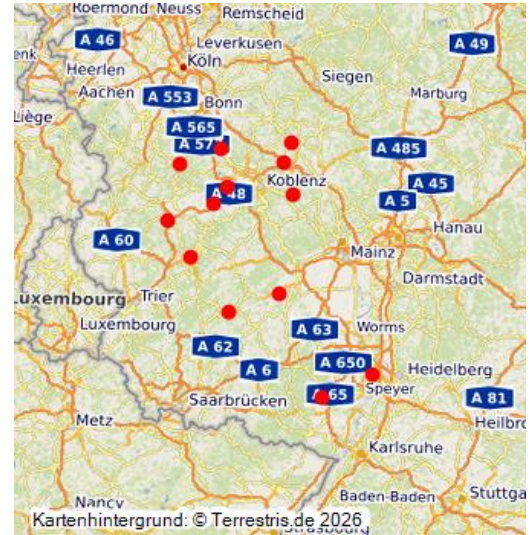 Roermond
Neuss
Remscheid
A 46
Leverkusen
A 49
Heerlen
Köln
Siegen
Aachen
A 553
Marburg
Liège
Bonn
A 565
A 57
A 485
Koblenz
A 48
A 45
A 5
Hanau
A 60
Mainz
Trier
Darmstadt
Luxembourg
Luxembourg
A 63
Worms
A 62
A 650
A 6
Heidelberg
Saarbrücken
A 65
Speyer
A 81
Metz
Karlsruhe
Baden-Baden
Nancy
Kartenhintergrund: © Terrestris.de 2026